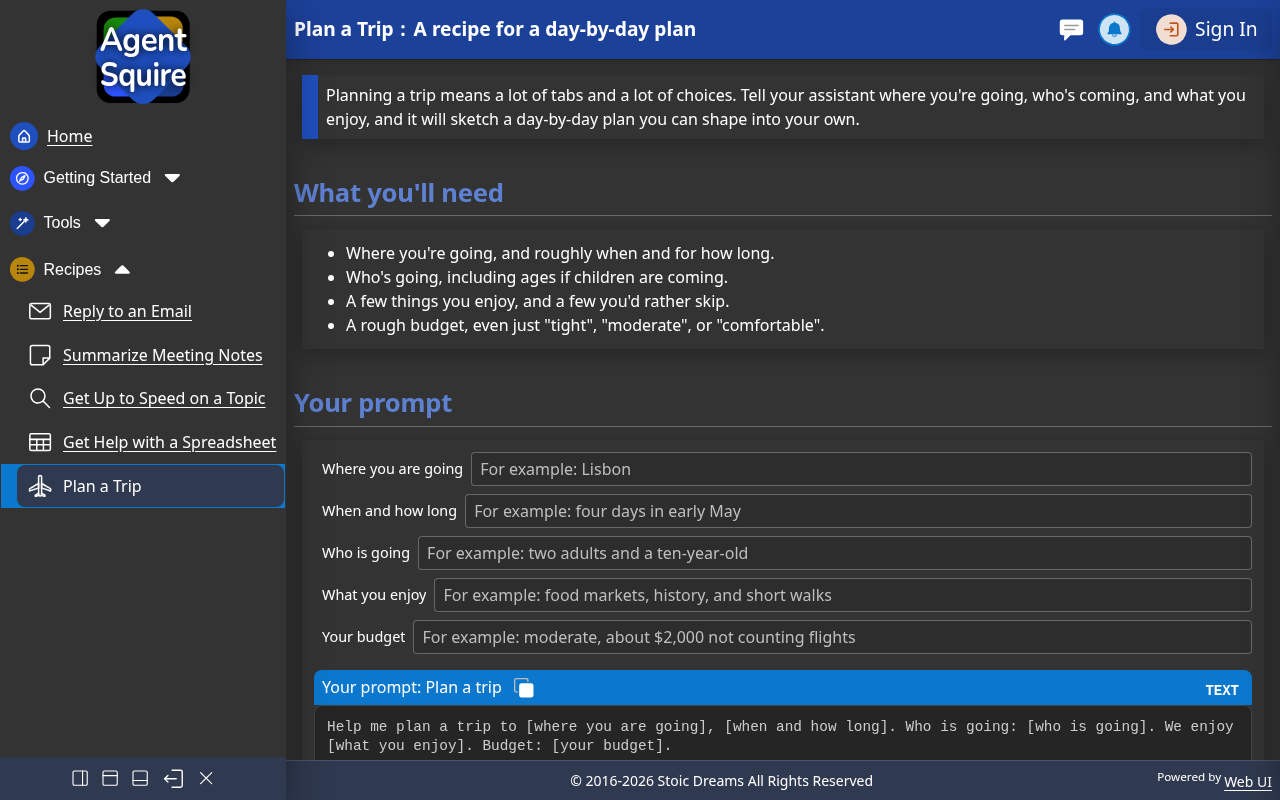 Agent
Squire
Home
Getting Started
Tools
Recipes
Reply to an Email
Summarize Meeting Notes
Get Up to Speed on a Topic
Get Help with a Spreadsheet
Plan a Trip
Plan a Trip : A recipe for a day-by-day plan
Sign In
Planning a trip means a lot of tabs and a lot of choices. Tell your assistant where you're going, who's coming, and what you
enjoy, and it will sketch a day-by-day plan you can shape into your own.
What you'll need
Where you're going, and roughly when and for how long.
Who's going, including ages if children are coming.
A few things you enjoy, and a few you'd rather skip.
A rough budget, even just "tight", "moderate", or "comfortable".
Your prompt
Where you are going For example: Lisbon
When and how long For example: four days in early May
Who is going For example: two adults and a ten-year-old
What you enjoy For example: food markets, history, and short walks
Your budget For example: moderate, about $2,000 not counting flights
Your prompt: Plan a trip TEXT
Help me plan a trip to [where you are going], [when and how long]. Who is going: [who is going]. We enjoy
[what you enjoy]. Budget: [your budget].
© 2016-2026 Stoic Dreams All Rights Reserved
Powered by Web UI